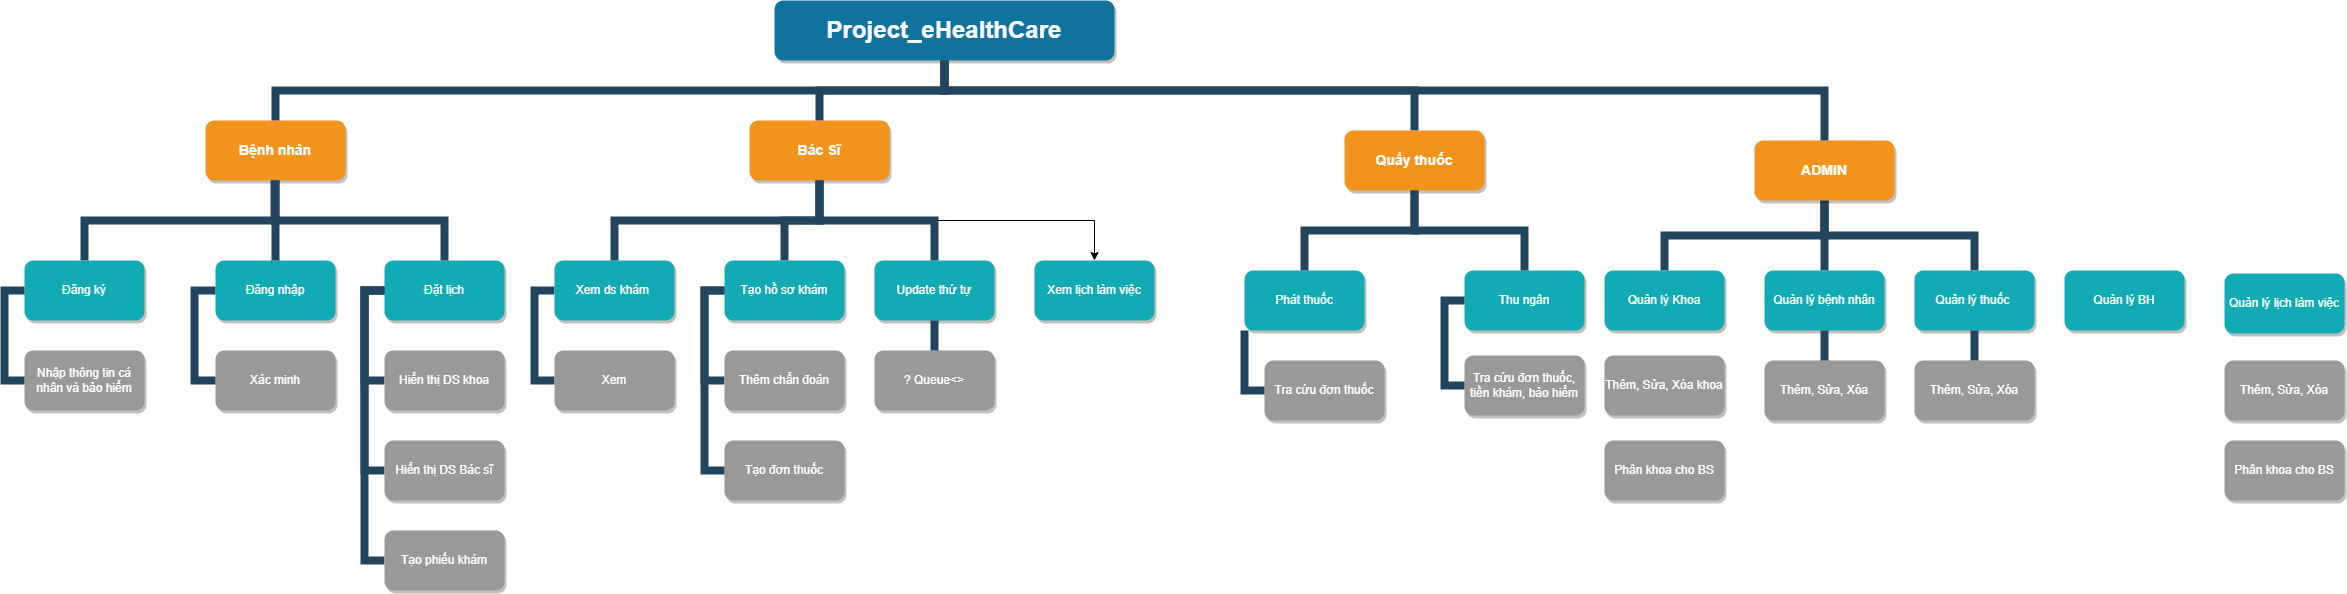 Project_eHealthCare
Bệnh nhân
Bác Sĩ
Quầy thuốc
ADMIN
Đăng ký
Đăng nhập
Đặt lịch
Xem ds khám
Tạo hồ sơ khám
Update thứ tự
Xem lịch làm việc
Phát thuốc
Thu ngân
Quản lý Khoa
Quản lý bệnh nhân
Quản lý thuốc
Quản lý BH
Quản lý lịch làm việc
Nhập thông tin cá
nhân và bảo hiểm
Xác minh
Hiển thị DS khoa
Xem
Thêm chẩn đoán
? Queue<>
Tra cứu đơn thuốc
Tra cứu đơn thuốc,
tiền khám, bảo hiểm
Thêm, Sửa, Xóa khoa
Thêm, Sửa, Xóa
Thêm, Sửa, Xóa
Thêm, Sửa, Xóa
Hiển thị DS Bác sĩ
Tạo đơn thuốc
Phân khoa cho BS
Phân khoa cho BS
Tạo phiếu khám